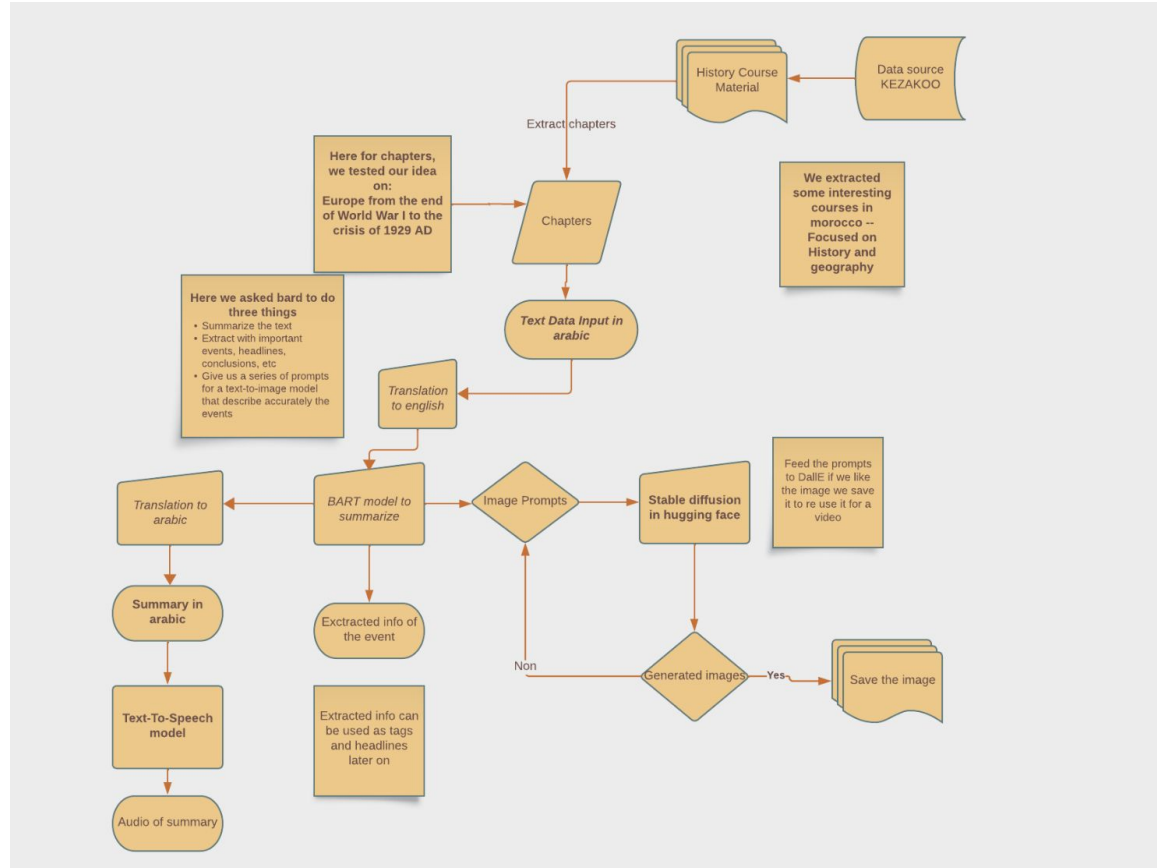 Data source
KEZAKOO
History Course
Material
Extract chapters
Here for chapters,
we tested our idea
on:
Europe from the end
of World War I to the
crisis of 1929 AD
Chapters
We extracted
some interesting
courses in
morocco --
Focused on
History and
geography
Here we asked bard to do
three things
• Summarize the text
• Extract with important
events, headlines,
conclusions, etc
• Give us a series of prompts
for a text-to-image model
that describe accurately the
events
Text Data Input in
arabic
Translation
to english
Translation to
arabic
BART model to
summarize
Image Prompts
Stable diffusion
in hugging face
Feed the prompts
to DallE if we like
the image we save
it to re use it for a
video
Summary in
arabic
Exctracted info of
the event
Non
Generated images
Yes
Save the image
Text-To-Speech
model
Extracted info can
be used as tags
and headlines
later on
Audio of summary